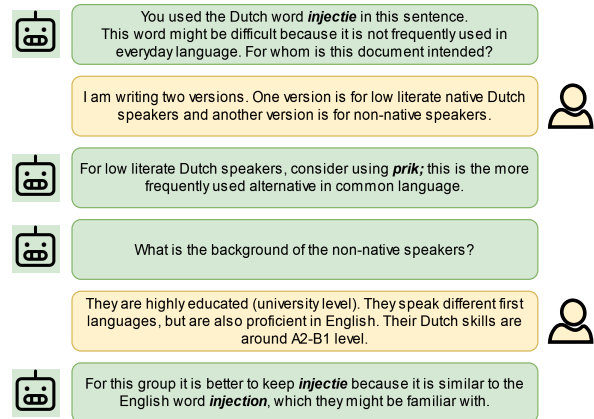 You used the Dutch word injectie in this sentence.
This word might be difficult because it is not frequently used in
everyday language. For whom is this document intended?
I am writing two versions. One version is for low literate native Dutch
speakers and another version is for non-native speakers.
For low literate Dutch speakers, consider using prik; this is the more
frequently used alternative in common language.
What is the background of the non-native speakers?
They are highly educated (university level). They speak different first
languages, but are also proficient in English. Their Dutch skills are
around A2-B1 level.
For this group it is better to keep injectie because it is similar to the
English word injection, which they might be familiar with.